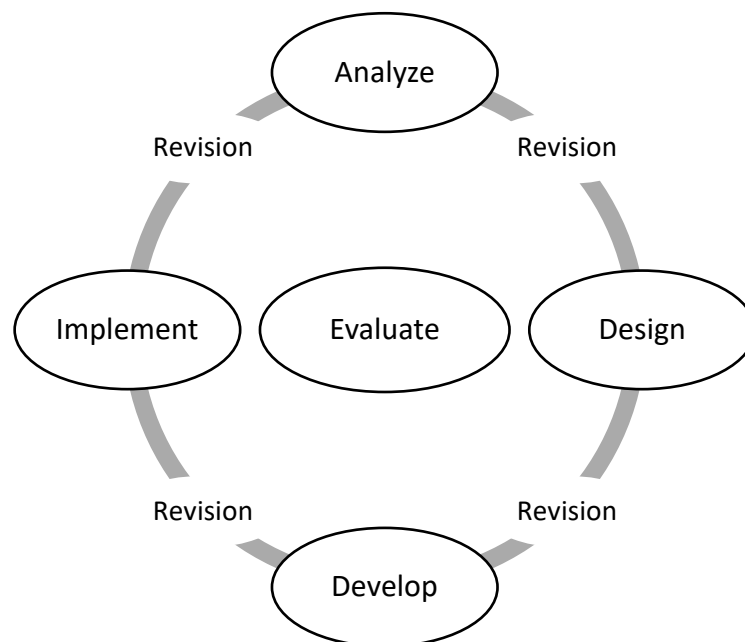 Analyze
Revision
Revision
Implement
Evaluate
Design
Revision
Revision
Develop